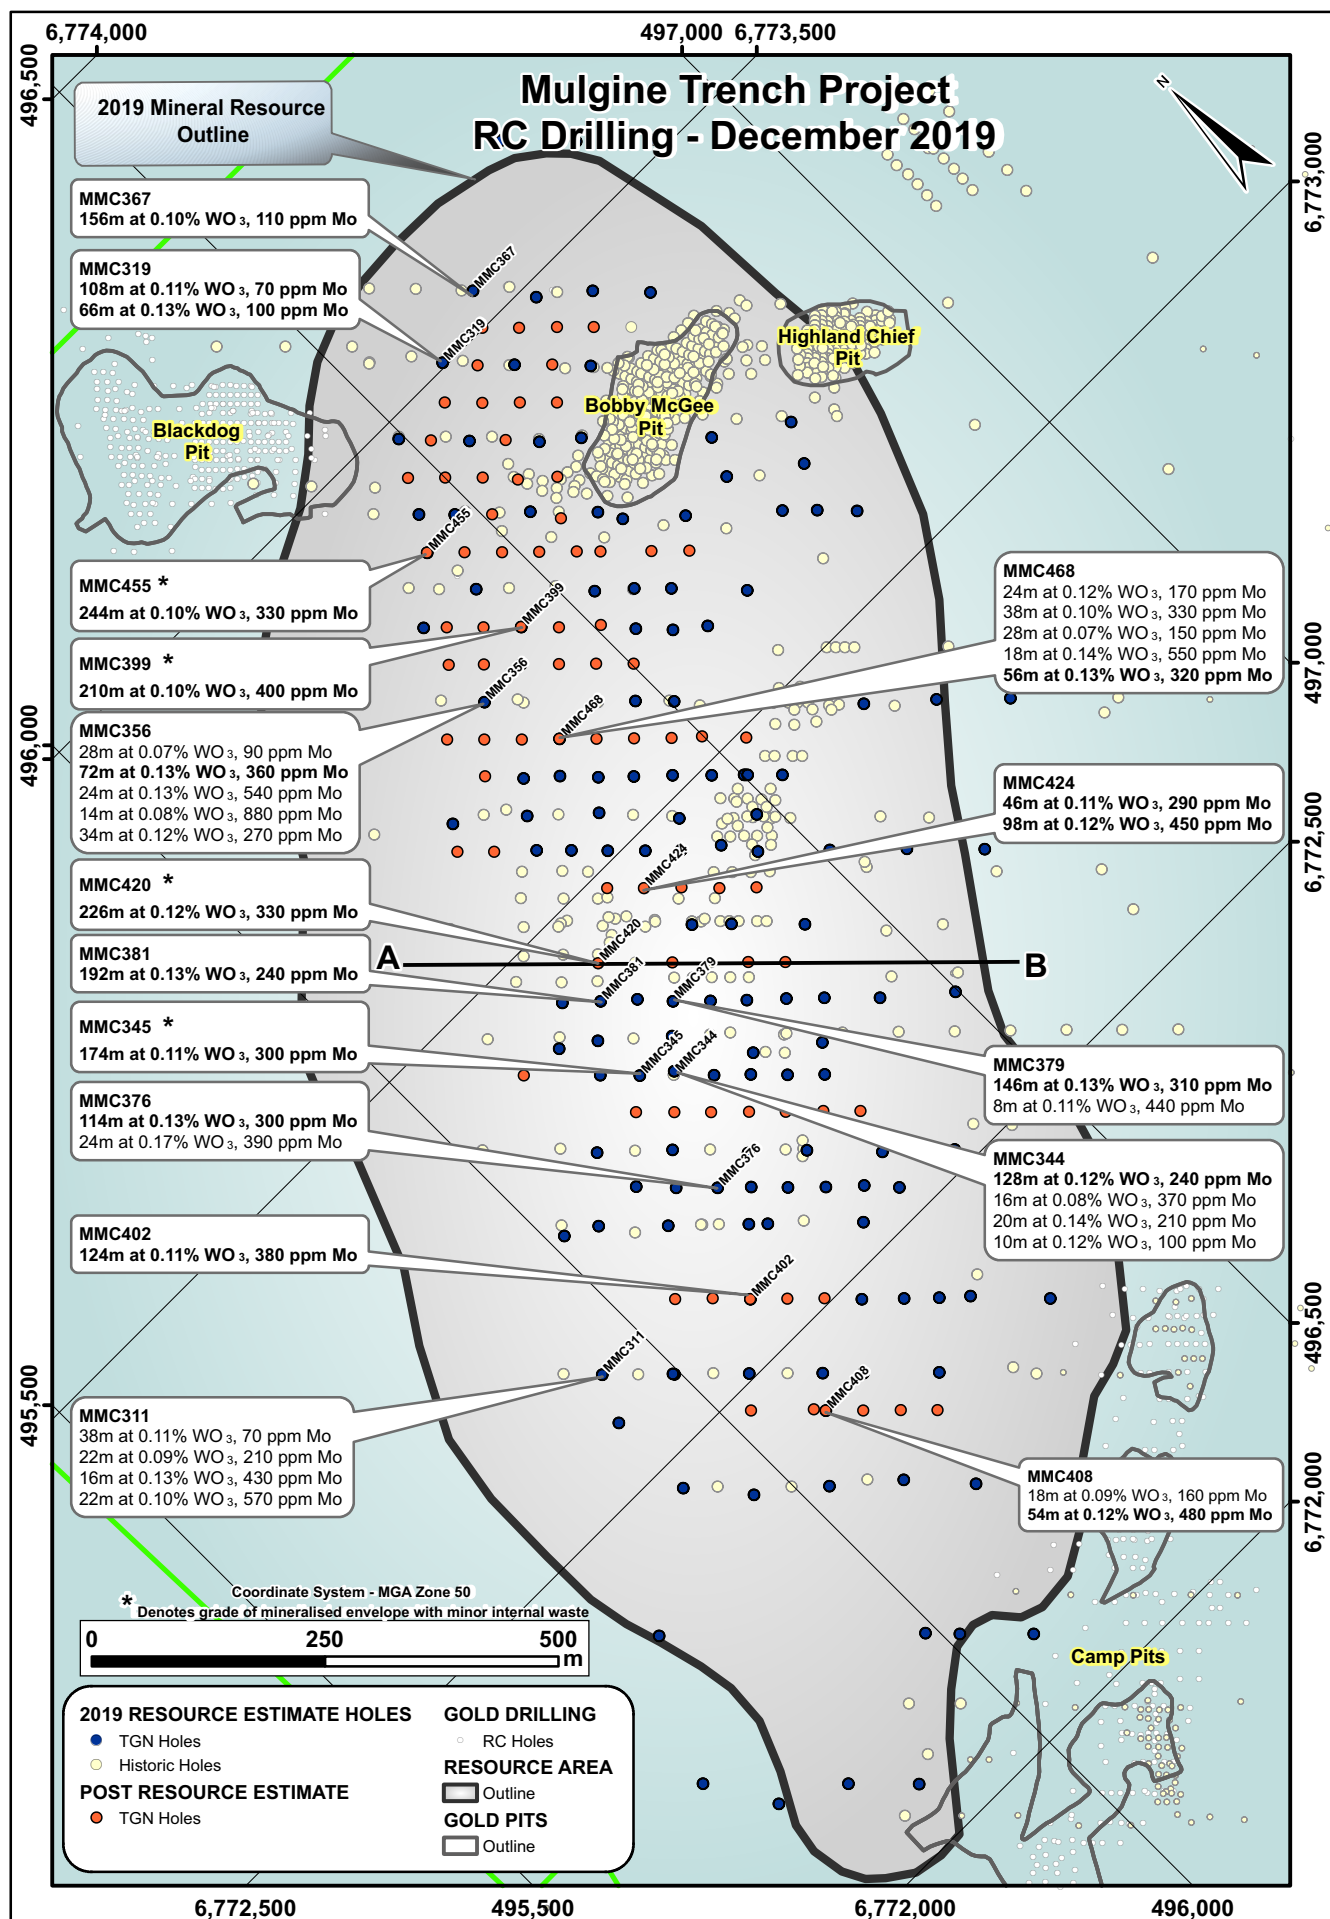 6,774,000
497,000
6,773,500
496,500
496,000
495,500
6,773,000
497,000
6,772,500
496,500
6,772,000
6,772,500
495,500
6,772,000
496,000
Mulgine Trench Project
RC Drilling - December 2019
N
2019 Mineral Resource
Outline
MMC367
156m at 0.10% WO3, 110 ppm Mo
MMC319
108m at 0.11% WO3, 70 ppm Mo
66m at 0.13% WO3, 100 ppm Mo
MMC367
MMC319
Highland Chief
Pit
Bobby McGee
Pit
Blackdog
Pit
MMC455
MMC455 *
244m at 0.10% WO3, 330 ppm Mo
MMC399
MMC399 *
210m at 0.10% WO3, 400 ppm Mo
MMC356
MMC356
28m at 0.07% WO3, 90 ppm Mo
72m at 0.13% WO3, 360 ppm Mo
24m at 0.13% WO3, 540 ppm Mo
14m at 0.08% WO3, 880 ppm Mo
34m at 0.12% WO3, 270 ppm Mo
MMC468
MMC468
24m at 0.12% WO3, 170 ppm Mo
38m at 0.10% WO3, 330 ppm Mo
28m at 0.07% WO3, 150 ppm Mo
18m at 0.14% WO3, 550 ppm Mo
56m at 0.13% WO3, 320 ppm Mo
MMC424
46m at 0.11% WO3, 290 ppm Mo
98m at 0.12% WO3, 450 ppm Mo
MMC424
MMC420 *
226m at 0.12% WO3, 330 ppm Mo
MMC420
A
B
MMC381
192m at 0.13% WO3, 240 ppm Mo
MMC381
MMC379
MMC345 *
174m at 0.11% WO3, 300 ppm Mo
MMC345
MMC344
MMC379
146m at 0.13% WO3, 310 ppm Mo
8m at 0.11% WO3, 440 ppm Mo
MMC376
114m at 0.13% WO3, 300 ppm Mo
24m at 0.17% WO3, 390 ppm Mo
MMC376
MMC344
128m at 0.12% WO3, 240 ppm Mo
16m at 0.08% WO3, 370 ppm Mo
20m at 0.14% WO3, 210 ppm Mo
10m at 0.12% WO3, 100 ppm Mo
MMC402
124m at 0.11% WO3, 380 ppm Mo
MMC402
MMC311
MMC408
MMC311
38m at 0.11% WO3, 70 ppm Mo
22m at 0.09% WO3, 210 ppm Mo
16m at 0.13% WO3, 430 ppm Mo
22m at 0.10% WO3, 570 ppm Mo
MMC408
18m at 0.09% WO3, 160 ppm Mo
54m at 0.12% WO3, 480 ppm Mo
Camp Pits
Coordinate System - MGA Zone 50
* Denotes grade of mineralised envelope with minor internal waste
0 250 500
m
2019 RESOURCE ESTIMATE HOLES
TGN Holes
Historic Holes
POST RESOURCE ESTIMATE
TGN Holes
GOLD DRILLING
RC Holes
RESOURCE AREA
Outline
GOLD PITS
Outline